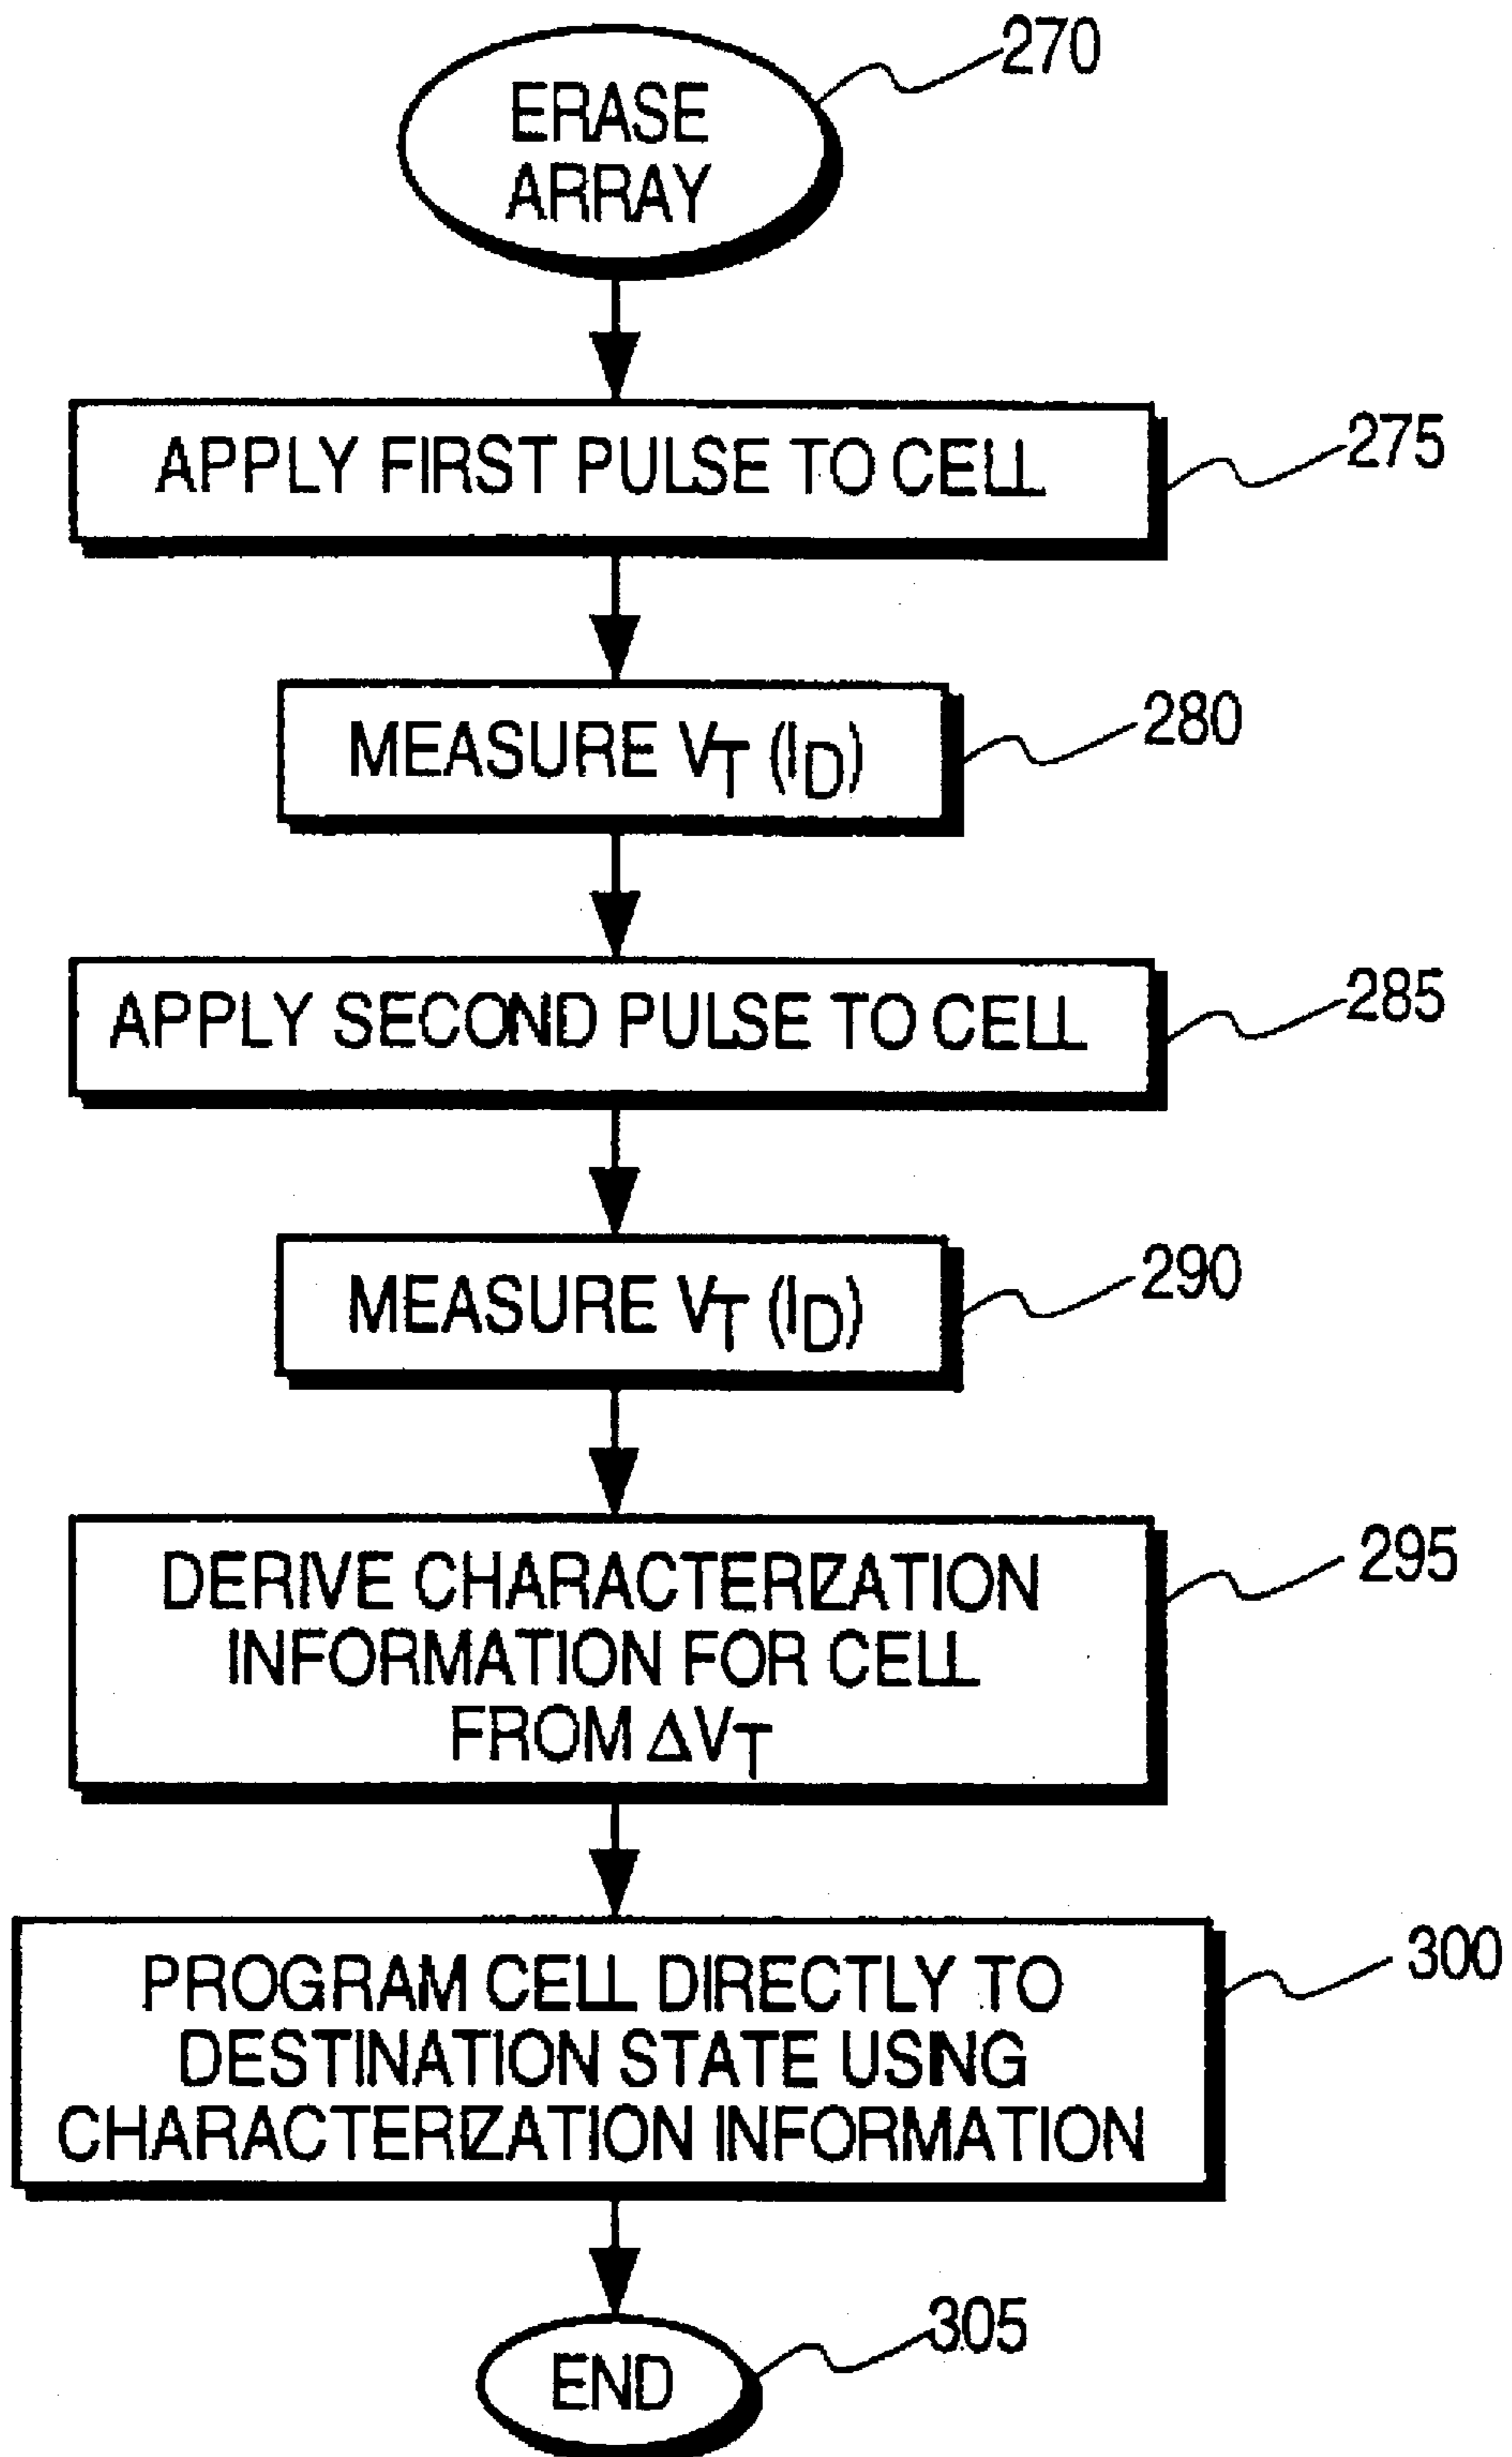 ERASE
ARRAY
270
APPLY FIRST PULSE TO CELL
275
MEASURE VT (ID)
280
APPLY SECOND PULSE TO CELL
285
MEASURE VT (ID)
290
DERIVE CHARACTERIZATION
INFORMATION FOR CELL
FROM ΔVT
295
PROGRAM CELL DIRECTLY TO
DESTINATION STATE USING
CHARACTERIZATION INFORMATION
300
END
305